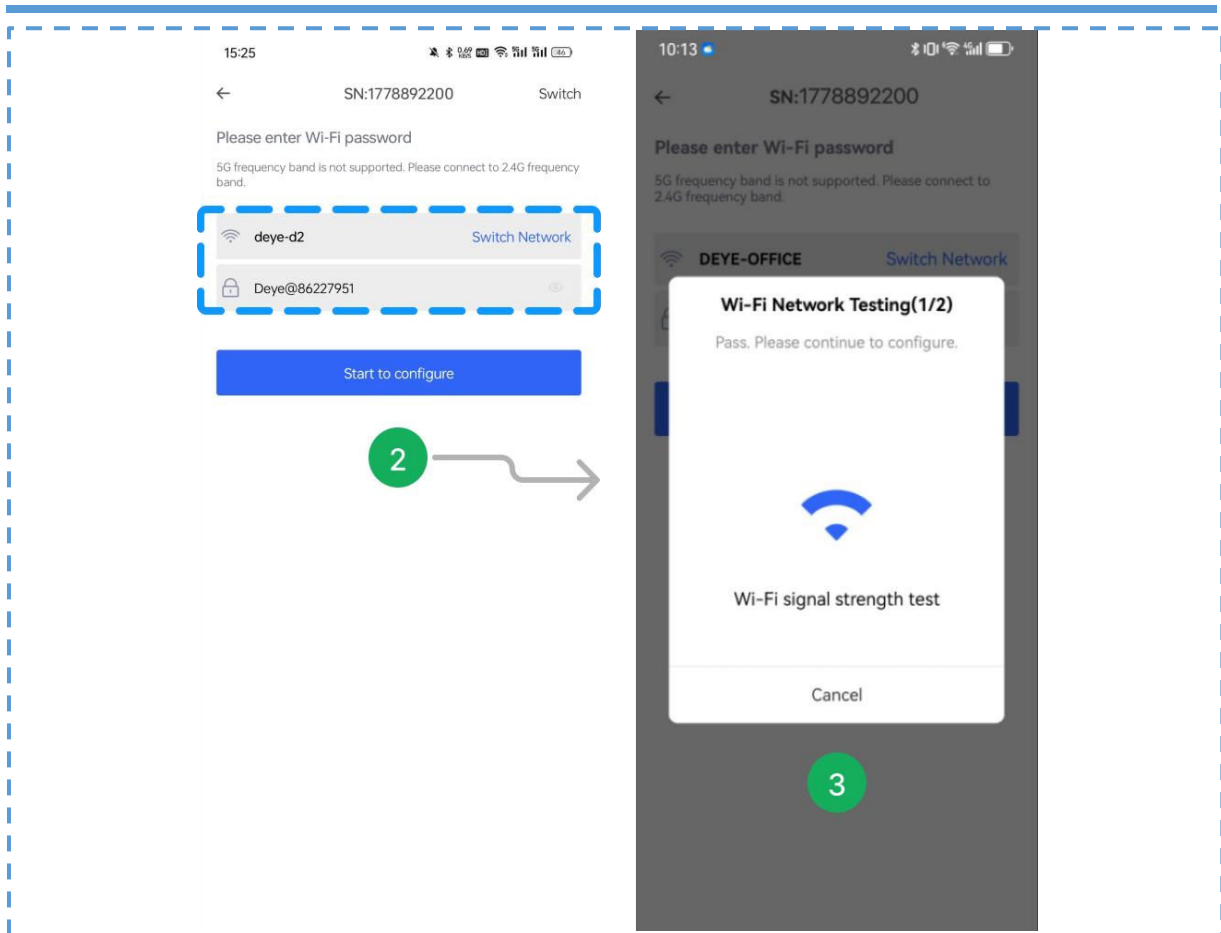 15:25
← SN:1778892200 Switch
Please enter Wi-Fi password
5G frequency band is not supported. Please connect to 2.4G frequency
band.
deye-d2 Switch Network
Deye@86227951
Start to configure
2
10:13
← SN:1778892200
Please enter Wi-Fi password
5G frequency band is not supported. Please connect to
2.4G frequency band.
DEYE-OFFICE Switch Network
Wi-Fi Network Testing(1/2)
Pass. Please continue to configure.
Wi-Fi signal strength test
Cancel
3